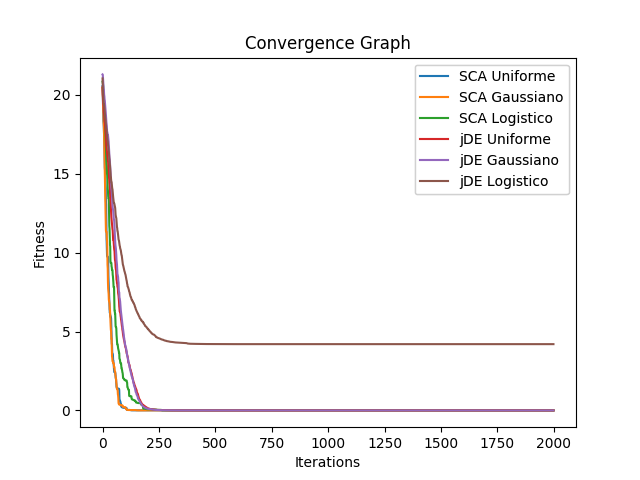 Convergence Graph
SCA Uniforme
SCA Gaussiano
SCA Logistico
jDE Uniforme
jDE Gaussiano
jDE Logistico
20
15
10
5
0
Fitness
0 250 500 750 1000 1250 1500 1750 2000
Iterations